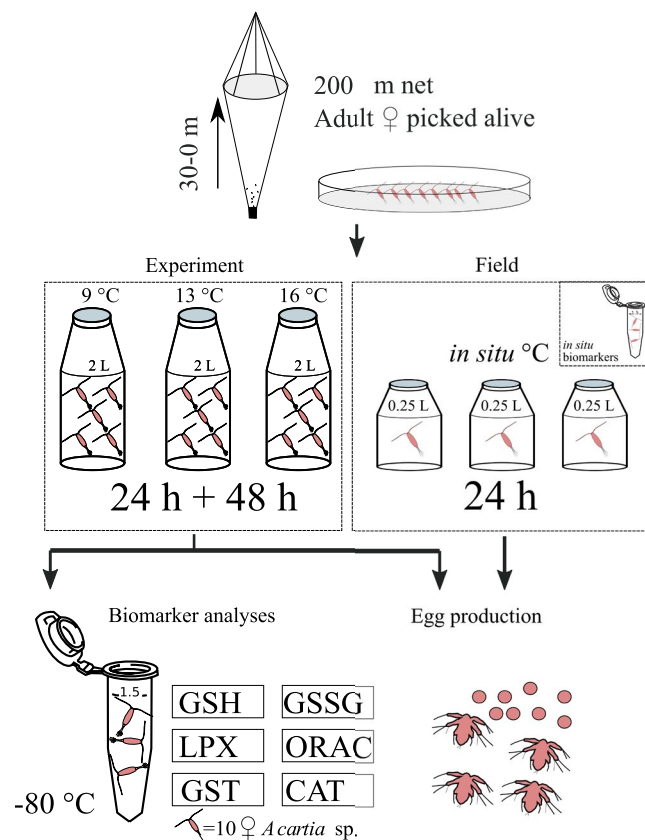 200 m net
Adult ♀ picked alive
30-0 m
Experiment
Field
9 °C
13 °C
16 °C
1.5
in situ
biomarkers
in situ °C
2 L
2 L
2 L
0.25 L
0.25 L
0.25 L
24 h + 48 h
24 h
Biomarker analyses
Egg production
1.5
GSH
GSSG
LPX
ORAC
GST
CAT
-80 °C
=10 ♀ Acartia sp.